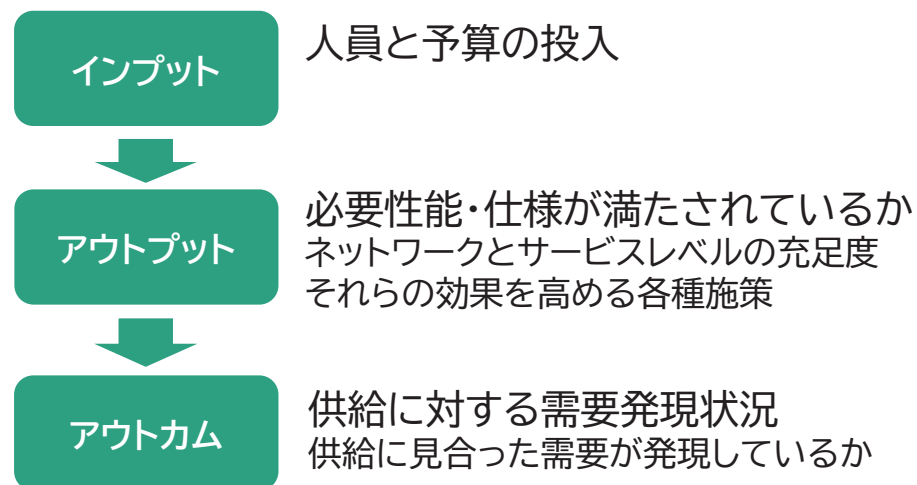 インプット
人員と予算の投入
アウトプット
必要性能・仕様が満たされているか
ネットワークとサービスレベルの充足度
それらの効果を高める各種施策
アウトカム
供給に対する需要発現状況
供給に見合った需要が発現しているか